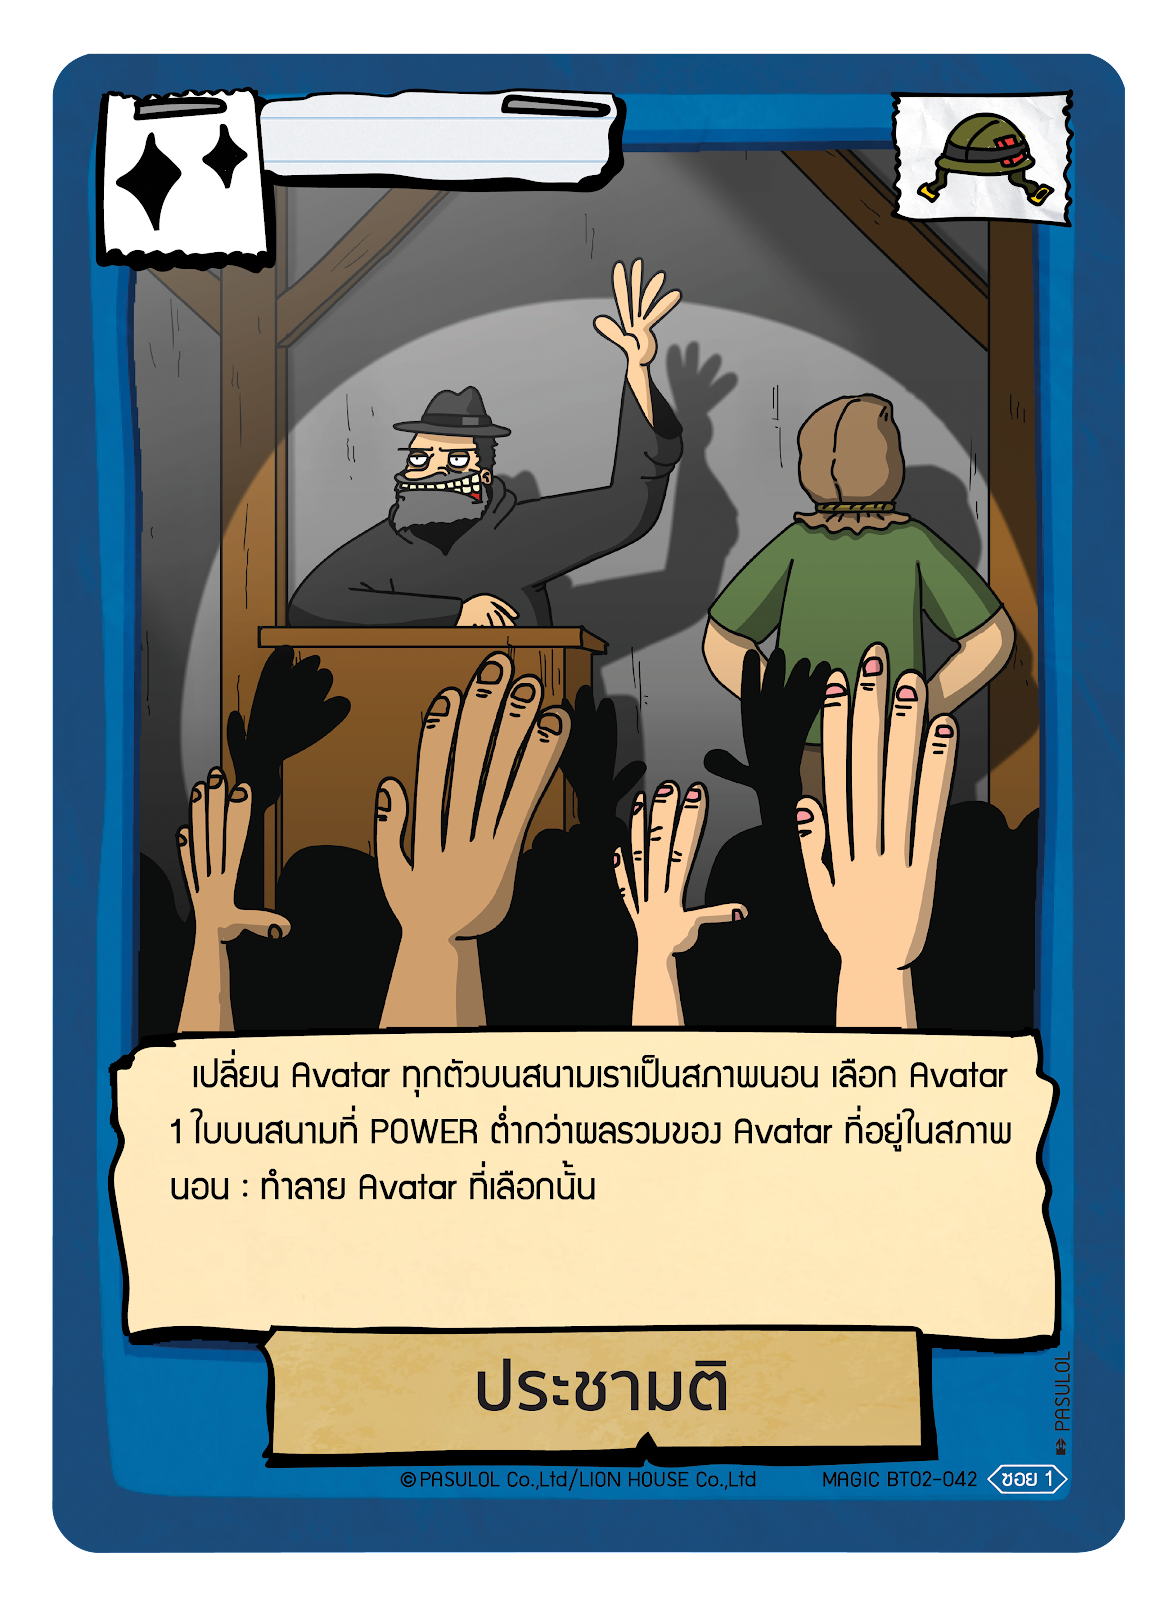 เปลี่ยน Avatar ทุกตัวบนสนามเราเป็นสภาพนอน เลือก Avatar
1 ใบบนสนามที่ POWER ต่ำกว่าผลรวมของ Avatar ที่อยู่ในสภาพ
นอน : ทำลาย Avatar ที่เลือกนั้น
ประชามติ
PASULOL
© PASULOL Co.,Ltd/LION HOUSE Co.,Ltd MAGIC BT02-042 ซอย 1